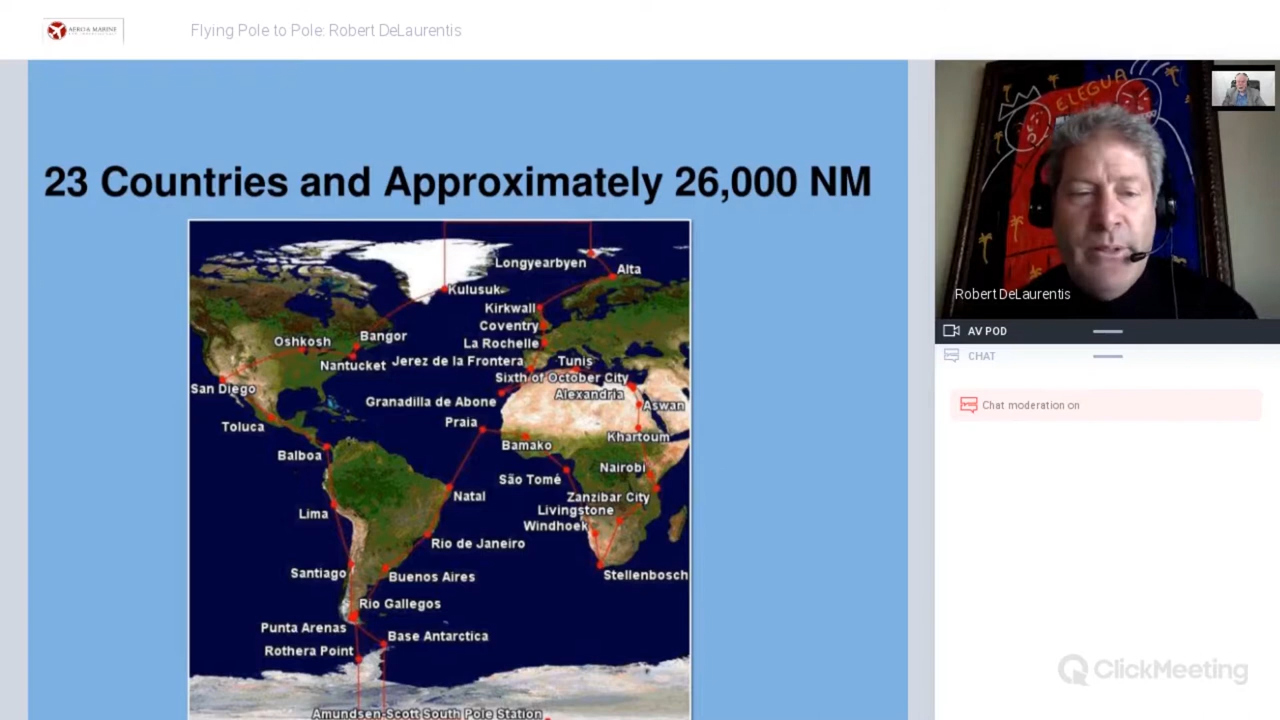 AEROA MARINE
Flying Pole to Pole: Robert DeLaurentis
23 Countries and Approximately 26,000 NM
Longyearbyen
Alta
Kulusuk
Kirkwall
Coventry
La Rochelle
Bangor
Oshkosh
Nantucket
Jerez de la Frontera
Tunis
Sixth of October City
Alexandria
San Diego
Granadilla de Abone
Aswan
Toluca
Praia
Bamako
Khartoum
Balboa
Nairobi
São Tomé
Natal
Zanzibar City
Lima
Livingstone
Windhoek
Rio de Janeiro
Santiago
Buenos Aires
Stellenbosch
Rio Gallegos
Punta Arenas
Base Antarctica
Rothera Point
Amundsen-Scott South Pole Station
ELEGUA
Robert DeLaurentis
AV POD
CHAT
Chat moderation on
ClickMeeting